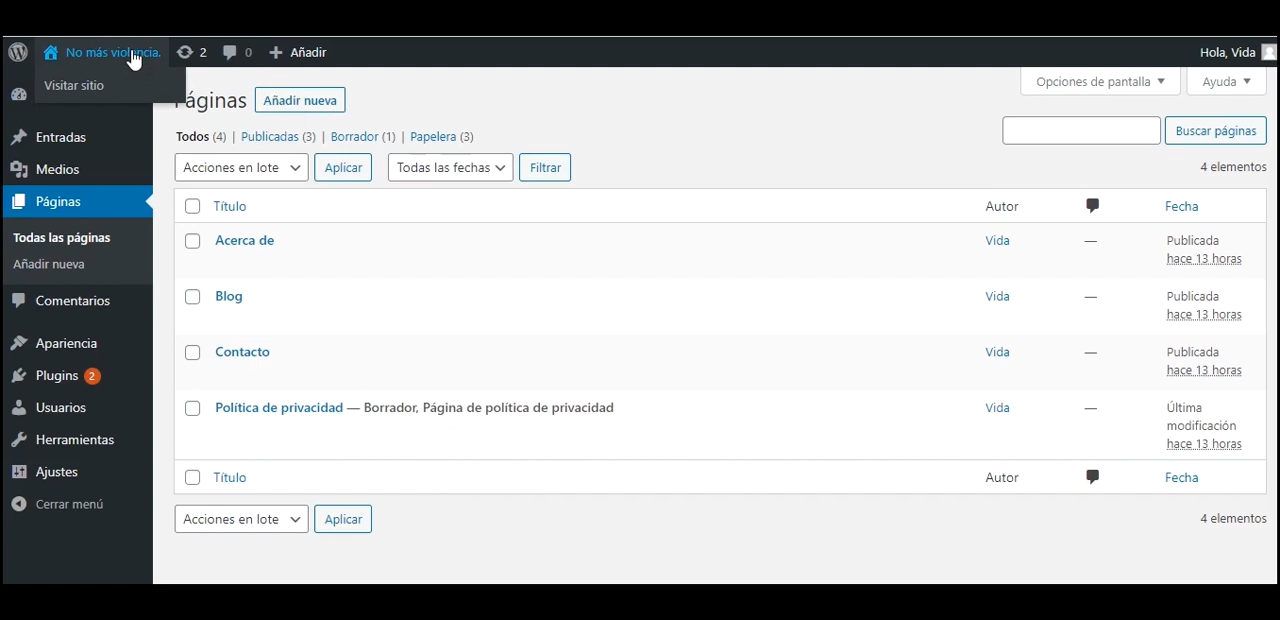 No más violencia. 2 0 Añadir Hola, Vida
Visitar sitio
Opciones de pantalla Ayuda
Páginas Añadir nueva
Todos (4) | Publicadas (3) | Borrador (1) | Papelera (3)
Buscar páginas
Acciones en lote Aplicar Todas las fechas Filtrar
4 elementos
Título Autor Fecha
Acerca de Vida — Publicada
hace 13 horas
Blog Vida — Publicada
hace 13 horas
Contacto Vida — Publicada
hace 13 horas
Política de privacidad — Borrador, Página de política de privacidad Vida — Última
modificación
hace 13 horas
Título Autor Fecha
Acciones en lote Aplicar
4 elementos
Entradas
Medios
Páginas
Todas las páginas
Añadir nueva
Comentarios
Apariencia
Plugins 2
Usuarios
Herramientas
Ajustes
Cerrar menú